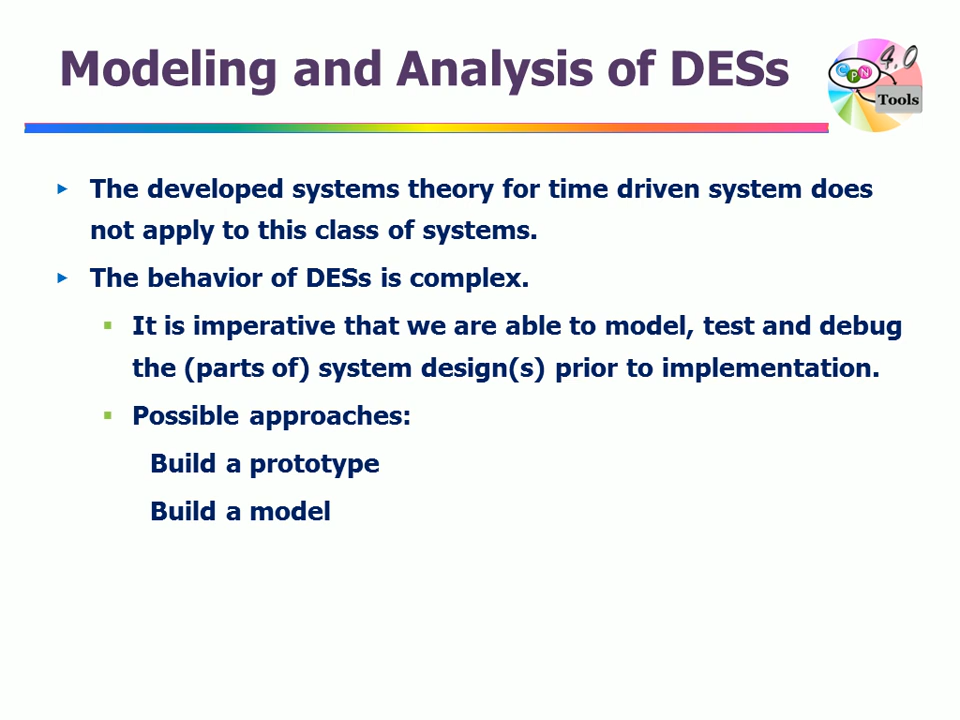 Modeling and Analysis of DESs
4.0
CPN
Tools
The developed systems theory for time driven system does
not apply to this class of systems.
The behavior of DESs is complex.
It is imperative that we are able to model, test and debug
the (parts of) system design(s) prior to implementation.
Possible approaches:
Build a prototype
Build a model